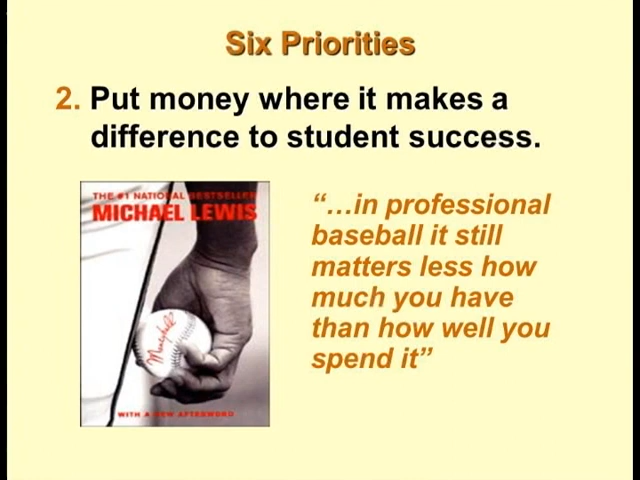 Six Priorities
2. Put money where it makes a
difference to student success.
THE #1 NATIONAL BESTSELLER
MICHAEL LEWIS
“…in professional
baseball it still
matters less how
much you have
than how well you
spend it”
WITH A NEW AFTERWORD